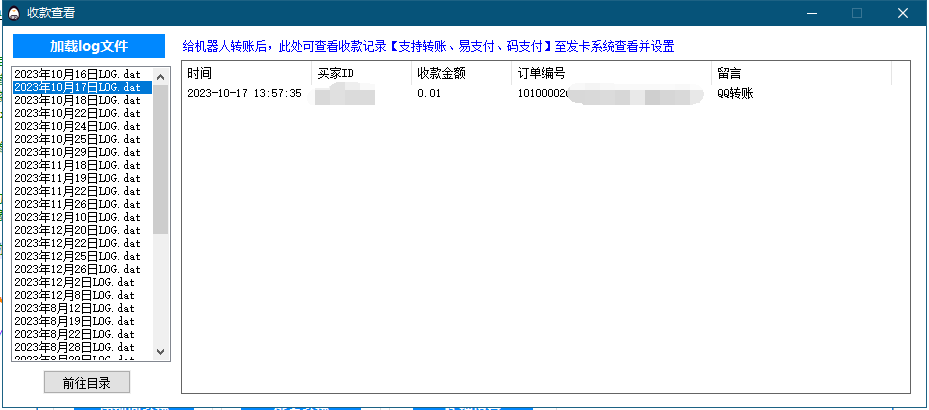 收款查看
加载log文件
给机器人转账后，此处可查看收款记录【支持转账、易支付、码支付】至发卡系统查看并设置
2023年10月16日LOG.dat
2023年10月17日LOG.dat
2023年10月18日LOG.dat
2023年10月22日LOG.dat
2023年10月24日LOG.dat
2023年10月25日LOG.dat
2023年10月29日LOG.dat
2023年11月18日LOG.dat
2023年11月19日LOG.dat
2023年11月22日LOG.dat
2023年11月26日LOG.dat
2023年12月10日LOG.dat
2023年12月20日LOG.dat
2023年12月22日LOG.dat
2023年12月25日LOG.dat
2023年12月26日LOG.dat
2023年12月2日LOG.dat
2023年12月8日LOG.dat
2023年8月12日LOG.dat
2023年8月19日LOG.dat
2023年8月22日LOG.dat
2023年8月28日LOG.dat
2023年8月29日LOG.dat
前往目录
时间 买家ID 收款金额 订单编号 留言
2023-10-17 13:57:35 0.01 10100002 QQ转账